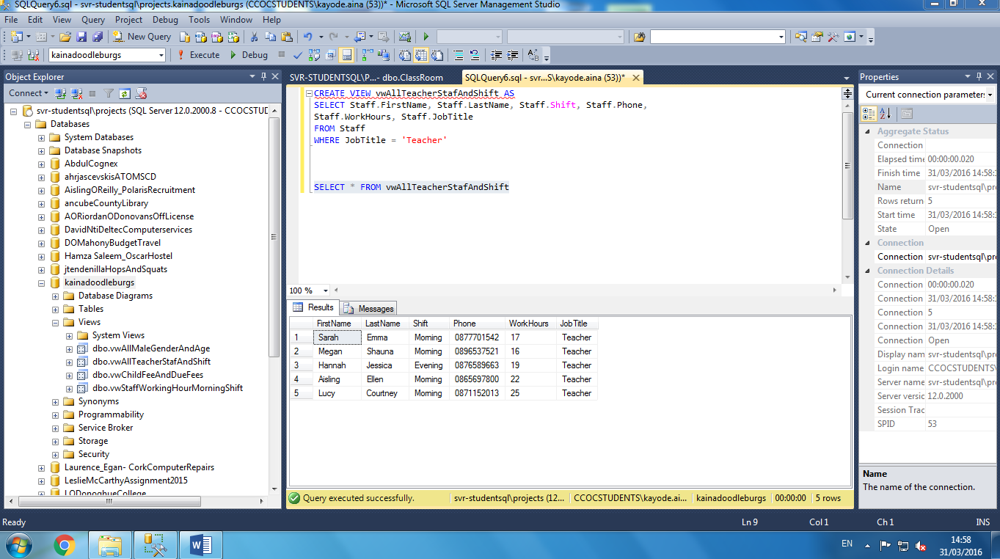 SQLQuery6.sql - svr-studentsql\projects.kainadoodleburgs (CCOCSTUDENTS\kayode.aina (53))* - Microsoft SQL Server Management Studio
File Edit View Query Project Debug Tools Window Help
New Query
kainadoodleburgs Execute Debug
Object Explorer
Connect
svr-studentsql\projects (SQL Server 12.0.2000.8 - CCOCSTUD
Databases
System Databases
Database Snapshots
AbdulCognex
ahrjascevskisATOMSCD
AislingOReilly_PolarisRecruitment
ancubeCountyLibrary
AORiordanODonovansOffLicense
DavidNtiDeltecComputerservices
DOMahonyBudgetTravel
Hamza Saleem_OscarHostel
jtendenillaHopsAndSquats
kainadoodleburgs
Database Diagrams
Tables
Views
System Views
dbo.vwAllMaleGenderAndAge
dbo.vwAllTeacherStafAndShift
dbo.vwChildFeeAndDueFees
dbo.vwStaffWorkingHourMorningShift
Synonyms
Programmability
Service Broker
Storage
Security
Laurence_Egan- CorkComputerRepairs
LeslieMcCarthyAssignment2015
LODonoghueCollege
SVR-STUDENTSQL\P...- dbo.ClassRoom SQLQuery6.sql - svr...S\kayode.aina (53))*
CREATE VIEW vwAllTeacherStafAndShift AS
SELECT Staff.FirstName, Staff.LastName, Staff.Shift, Staff.Phone,
Staff.WorkHours, Staff.JobTitle
FROM Staff
WHERE JobTitle = 'Teacher'
SELECT * FROM vwAllTeacherStafAndShift
100 %
Results Messages
FirstName LastName Shift Phone WorkHours JobTitle
1 Sarah Emma Morning 0877701542 17 Teacher
2 Megan Shauna Morning 0896537521 16 Teacher
3 Hannah Jessica Evening 0876589663 19 Teacher
4 Aisling Ellen Morning 0865697800 22 Teacher
5 Lucy Courtney Morning 0871152013 25 Teacher
Query executed successfully. svr-studentsql\projects (12... CCOCSTUDENTS\kayode.ai... kainadoodleburgs 00:00:00 5 rows
Properties
Current connection parameters
Aggregate Status
Connection
Elapsed time 00:00:00.020
Finish time 31/03/2016 14:58:
Name svr-studentsql\pro
Rows return 5
Start time 31/03/2016 14:58:
State Open
Connection
Connection svr-studentsql\pro
Connection Details
Connection 00:00:00.020
Connection 31/03/2016 14:58:
Connection 5
Connection 31/03/2016 14:58:
Connection Open
Display nam svr-studentsql\pro
Login name CCOCSTUDENTS\
Server name svr-studentsql\pro
Server versic 12.0.2000
Session Trac
SPID 53
Name
The name of the connection.
Ready Ln 9 Col 1 Ch 1 INS
EN 14:58
31/03/2016